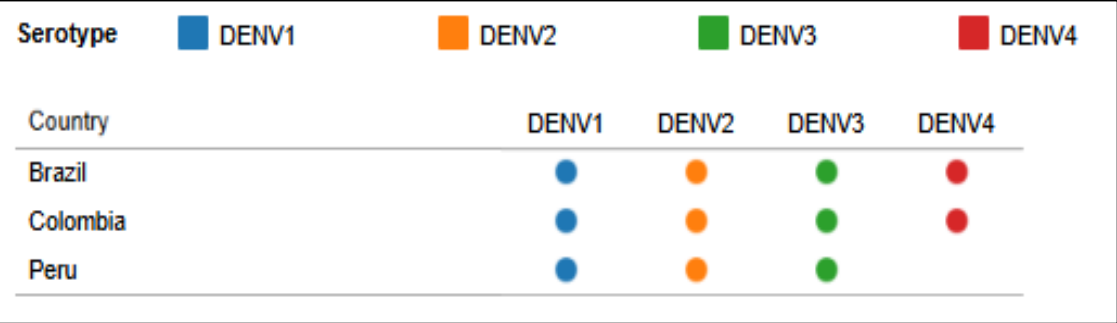 Serotype DENV1 DENV2 DENV3 DENV4
Country DENV1 DENV2 DENV3 DENV4
Brazil
Colombia
Peru